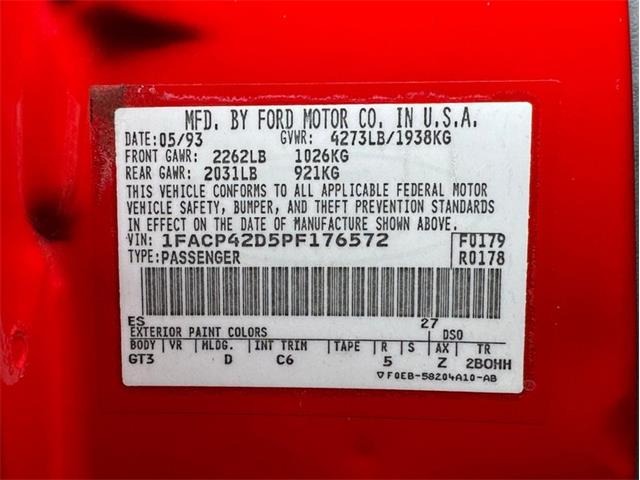 MFD. BY FORD MOTOR CO. IN U.S.A.
DATE: 05/93 GVWR: 4273LB/1938KG
FRONT GAWR: 2262LB 1026KG
REAR GAWR: 2031LB 921KG
THIS VEHICLE CONFORMS TO ALL APPLICABLE FEDERAL MOTOR
VEHICLE SAFETY, BUMPER, AND THEFT PREVENTION STANDARDS
IN EFFECT ON THE DATE OF MANUFACTURE SHOWN ABOVE.
VIN: 1FACP42D5PF176572 F0179
TYPE: PASSENGER R0178
ES 27
EXTERIOR PAINT COLORS DSO
BODY VR MLDG. INT TRIM TAPE R S AX TR
GT3 D C6 5 Z 2BOHH
▽F0EB-58204A10-AB